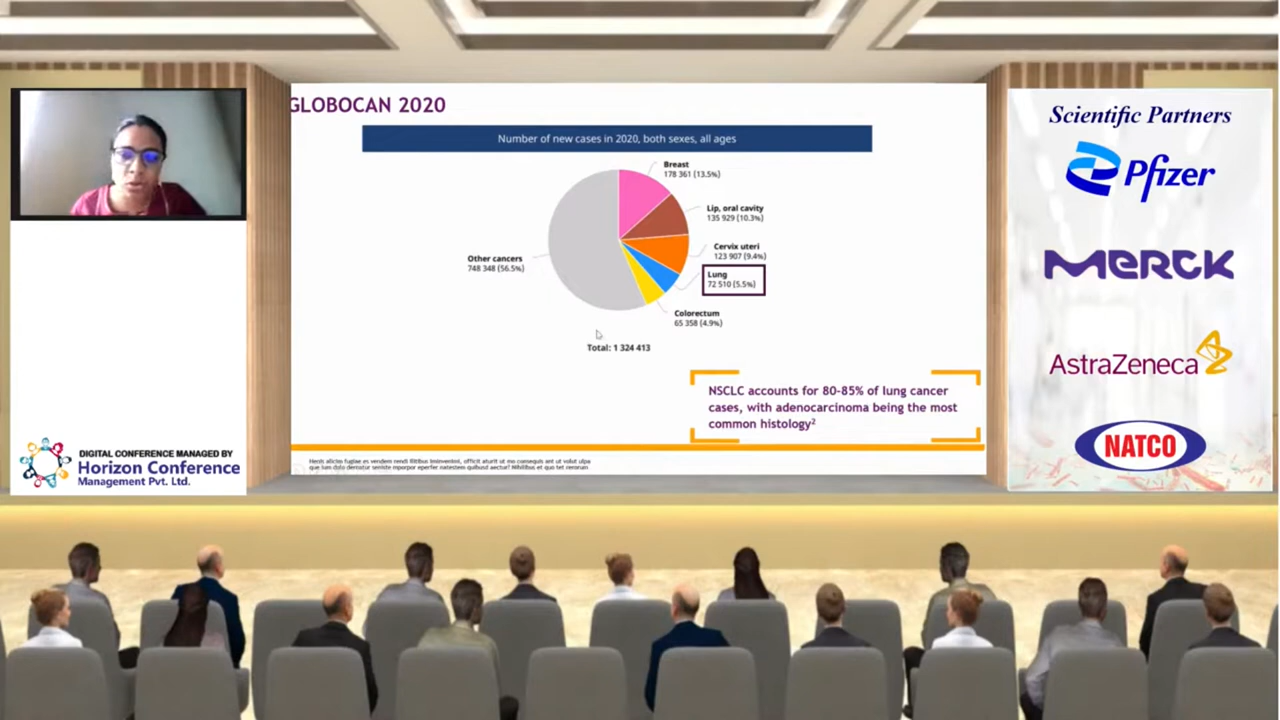 GLOBOCAN 2020
Number of new cases in 2020, both sexes, all ages
Breast
178 361 (13.5%)
Lip, oral cavity
135 929 (10.3%)
Cervix uteri
123 907 (9.4%)
Lung
72 510 (5.5%)
Colorectum
65 358 (4.9%)
Other cancers
748 348 (56.5%)
Total: 1 324 413
NSCLC accounts for 80-85% of lung cancer
cases, with adenocarcinoma being the most
common histology²
Scientific Partners
Pfizer
MERCK
AstraZeneca
NATCO
DIGITAL CONFERENCE MANAGED BY
Horizon Conference
Management Pvt. Ltd.